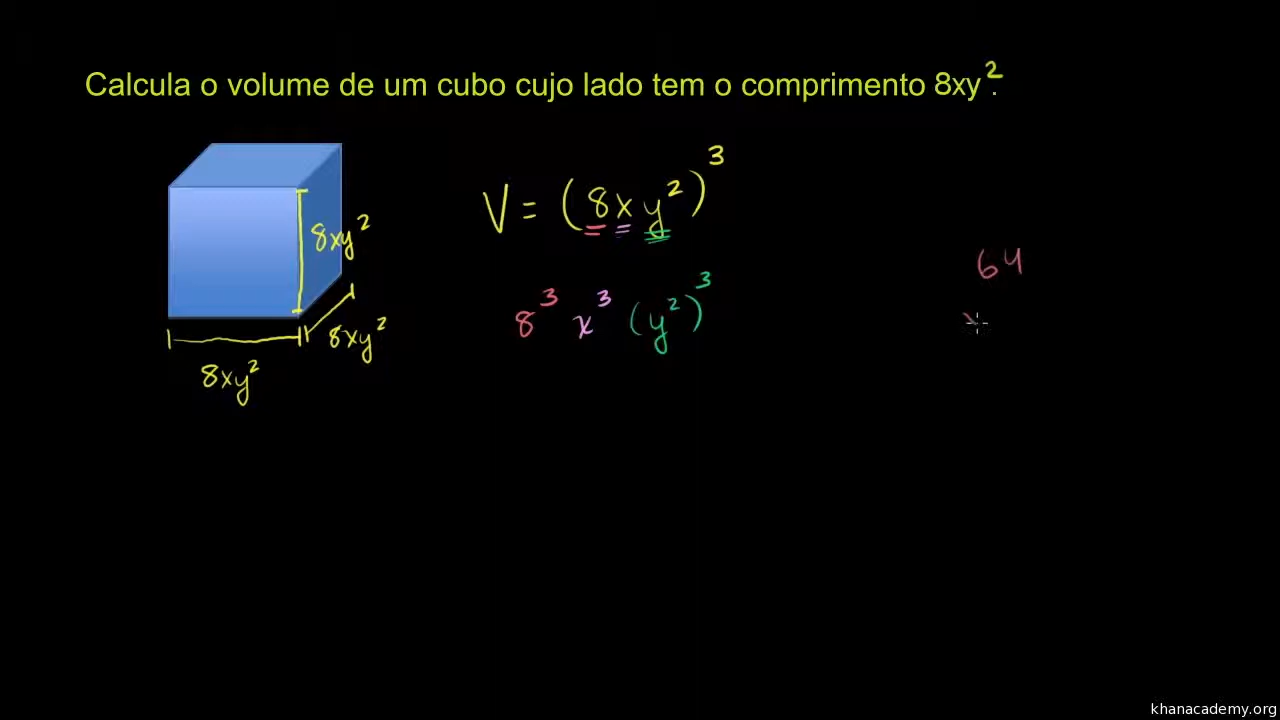 Calcula o volume de um cubo cujo lado tem o comprimento 8xy².
V = (8xy²)³
8xy²
64
8³ x³ (y²)³
8xy²
8xy²
khanacademy.org